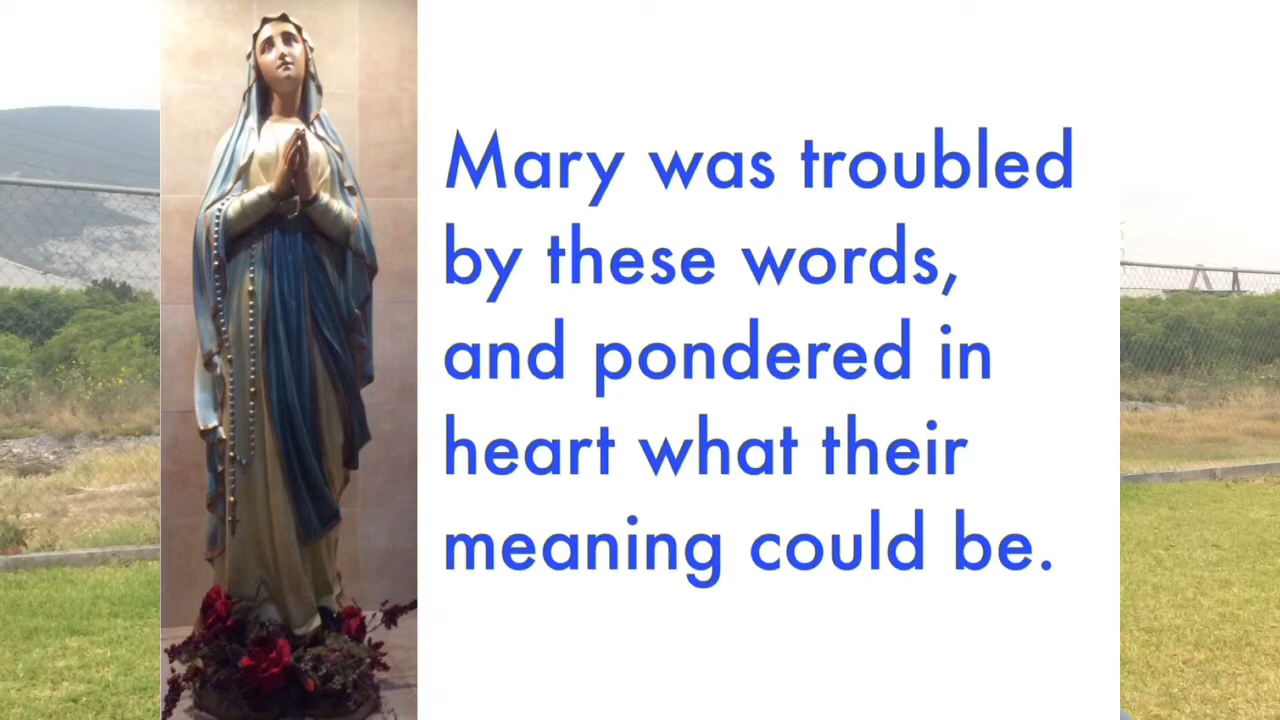 Mary was troubled
by these words,
and pondered in
heart what their
meaning could be.